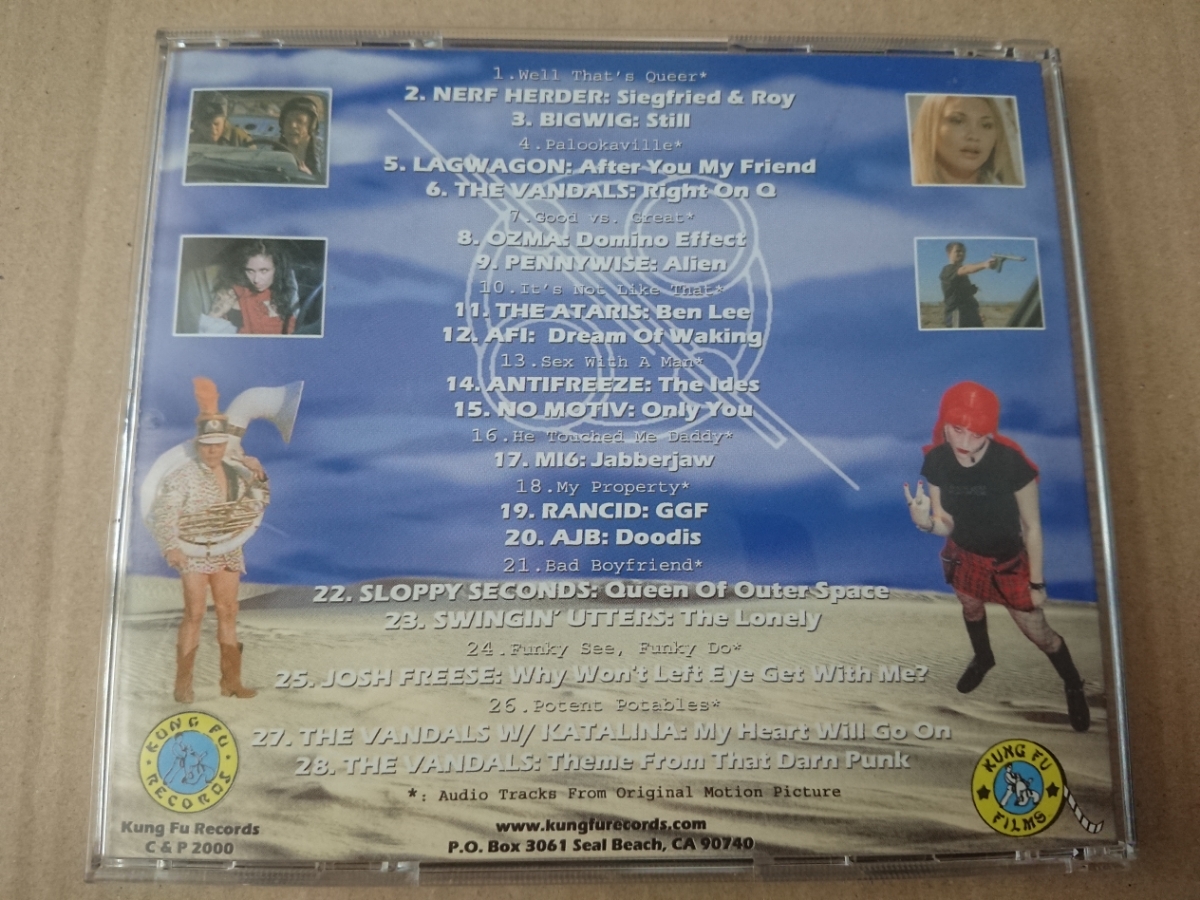 1.Well That's Queer*
2. NERF HERDER: Siegfried & Roy
3. BIGWIG: Still
4.Palookaville*
5. LAGWAGON: After You My Friend
6. THE VANDALS: Right On Q
7.Good vs. Great*
8. OZMA: Domino Effect
9. PENNYWISE: Alien
10.It's Not Like That*
11. THE ATARIS: Ben Lee
12. AFI: Dream Of Waking
13.Sex With A Man*
14. ANTIFREEZE: The Ides
15. NO MOTIV: Only You
16.He Touched Me Daddy*
17. MI6: Jabberjaw
18.My Property*
19. RANCID: GGF
20. AJB: Doodis
21.Bad Boyfriend*
22. SLOPPY SECONDS: Queen Of Outer Space
23. SWINGIN' UTTERS: The Lonely
24.Funky See, Funky Do*
25. JOSH FREESE: Why Won't Left Eye Get With Me?
26.Potent Potables*
27. THE VANDALS W/ KATALINA: My Heart Will Go On
28. THE VANDALS: Theme From That Darn Punk
*: Audio Tracks From Original Motion Picture
KUNG FU
RECORDS
Kung Fu Records
C & P 2000
www.kungfurecords.com
P.O. Box 3061 Seal Beach, CA 90740
KUNG FU
FILMS